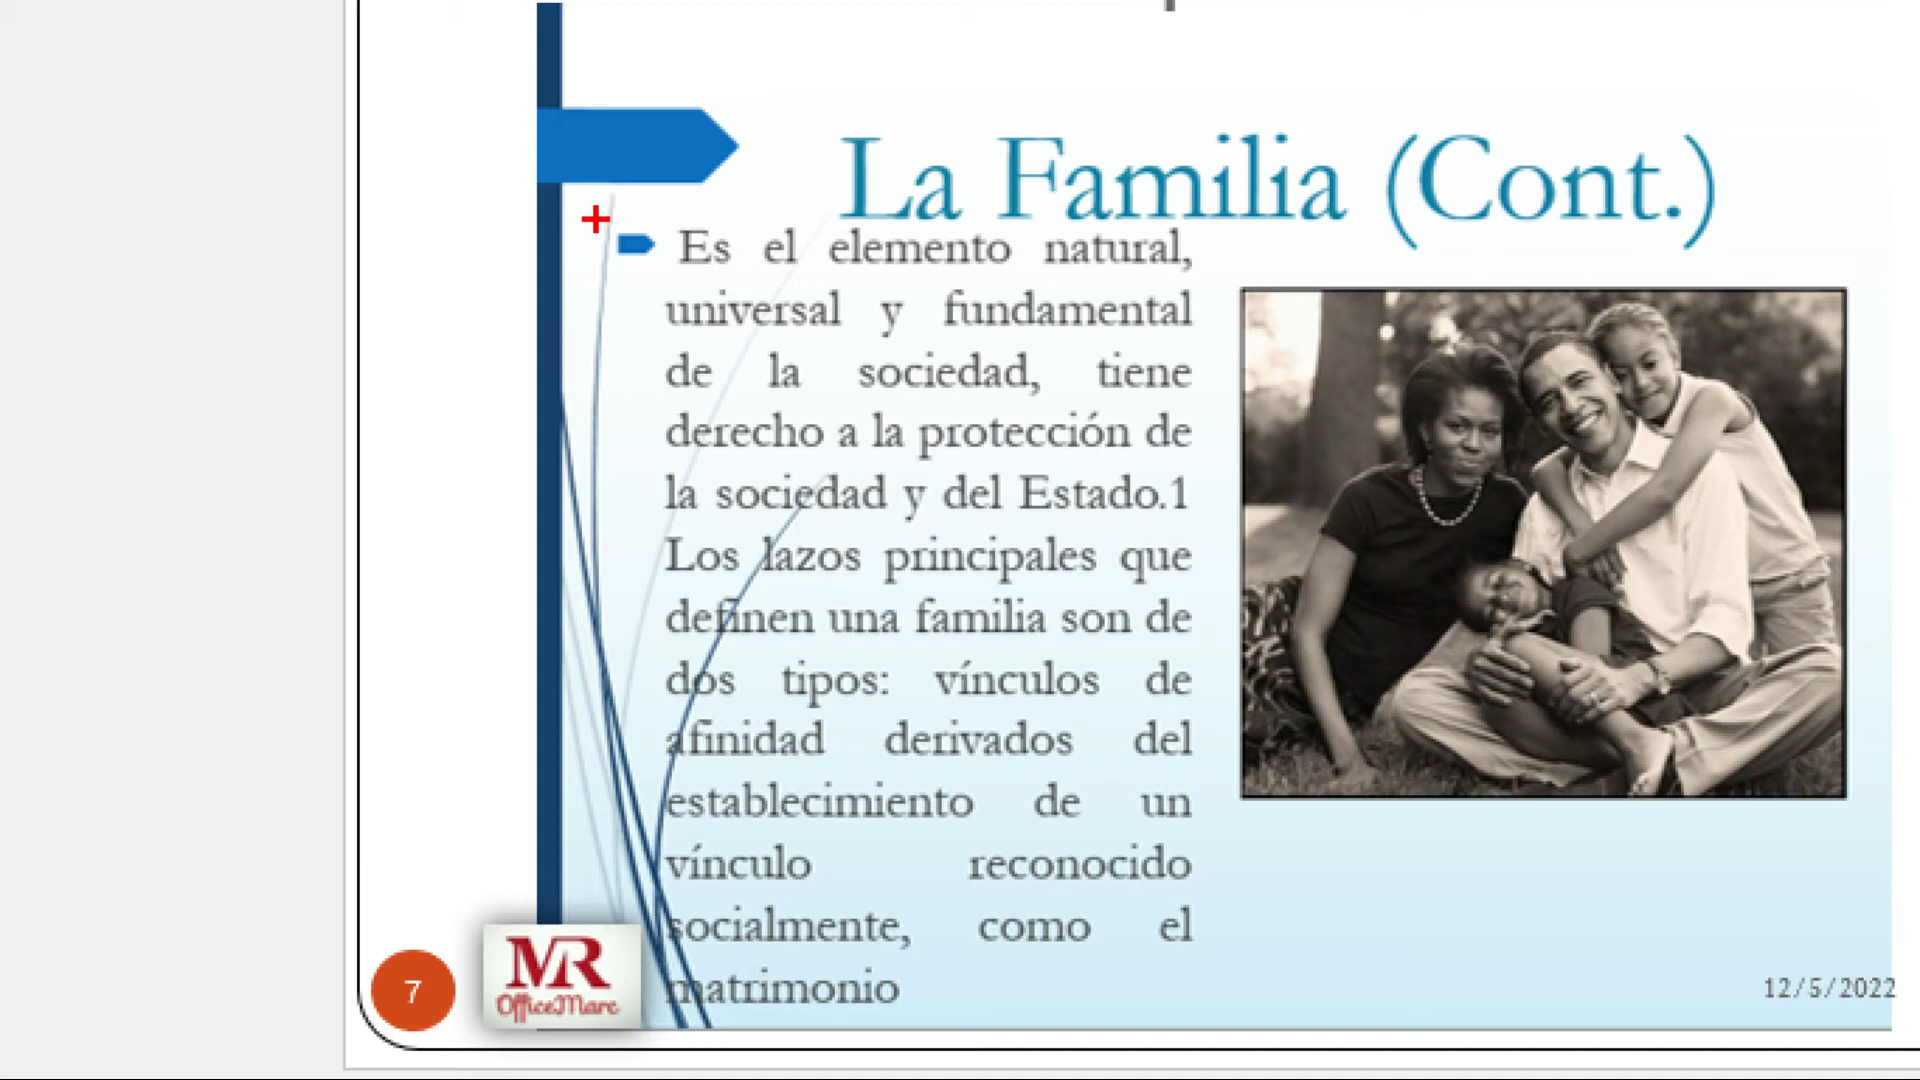 La Familia (Cont.)
Es el elemento natural,
universal y fundamental
de la sociedad, tiene
derecho a la protección de
la sociedad y del Estado.1
Los lazos principales que
definen una familia son de
dos tipos: vínculos de
afinidad derivados del
establecimiento de un
vínculo reconocido
socialmente, como el
matrimonio
7
MR
OfficeMarc
12/5/2022